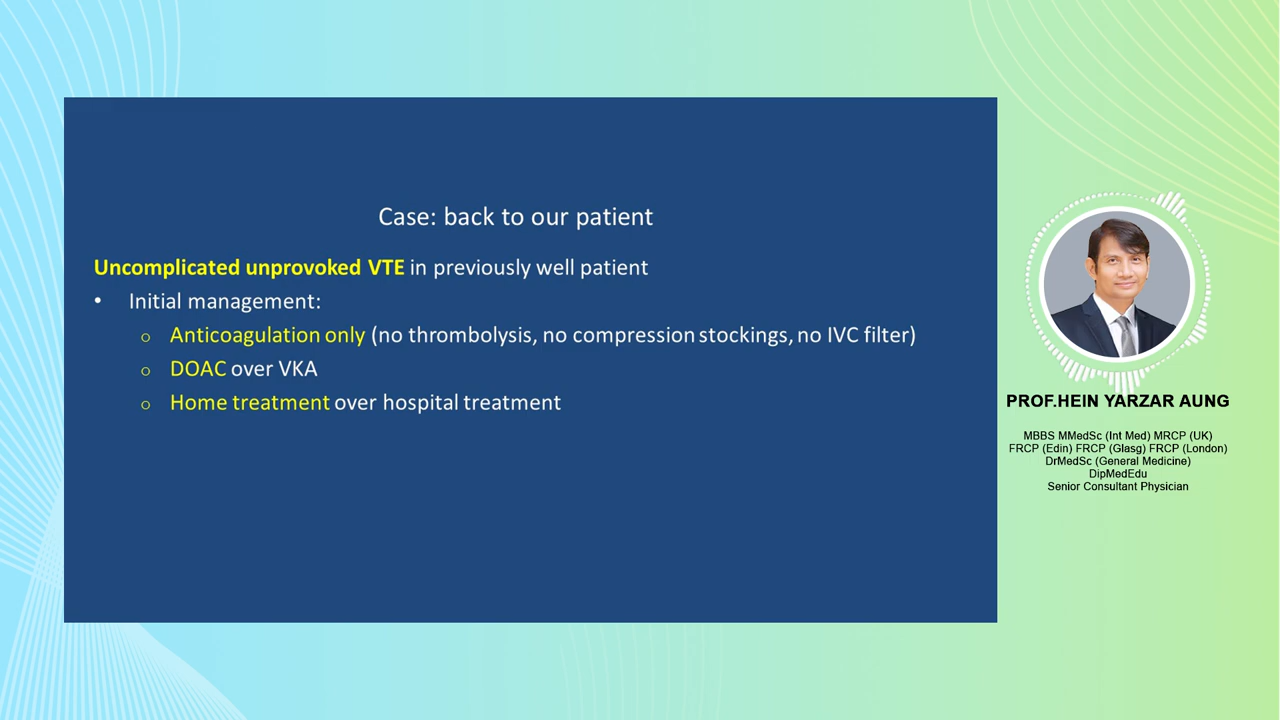 Case: back to our patient
Uncomplicated unprovoked VTE in previously well patient
• Initial management:
o Anticoagulation only (no thrombolysis, no compression stockings, no IVC filter)
o DOAC over VKA
o Home treatment over hospital treatment
PROF.HEIN YARZAR AUNG
MBBS MMedSc (Int Med) MRCP (UK)
FRCP (Edin) FRCP (Glasg) FRCP (London)
DrMedSc (General Medicine)
DipMedEdu
Senior Consultant Physician